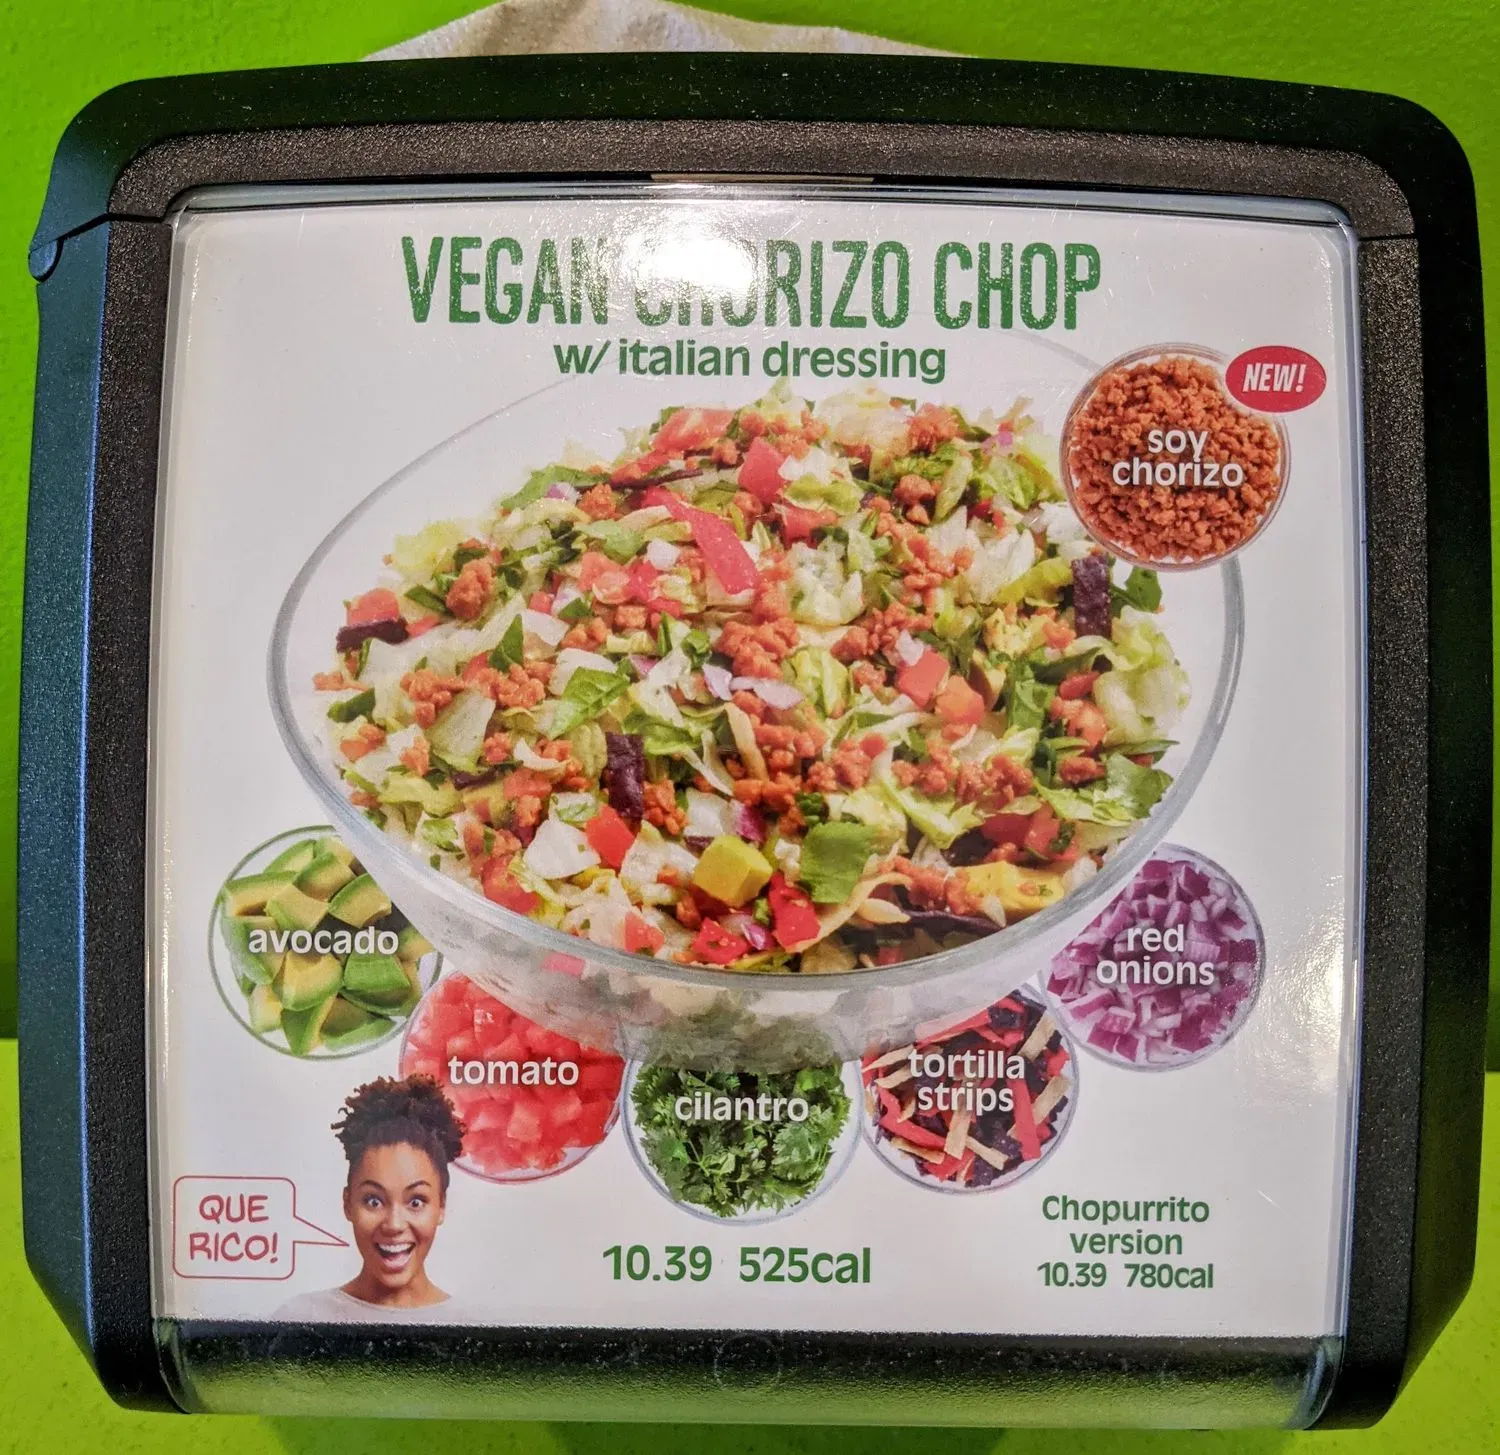 VEGAN CHORIZO CHOP
w/ italian dressing
NEW!
soy
chorizo
avocado
red
onions
tomato
tortilla
strips
cilantro
QUE
RICO!
10.39 525cal
Chopurrito
version
10.39 780cal